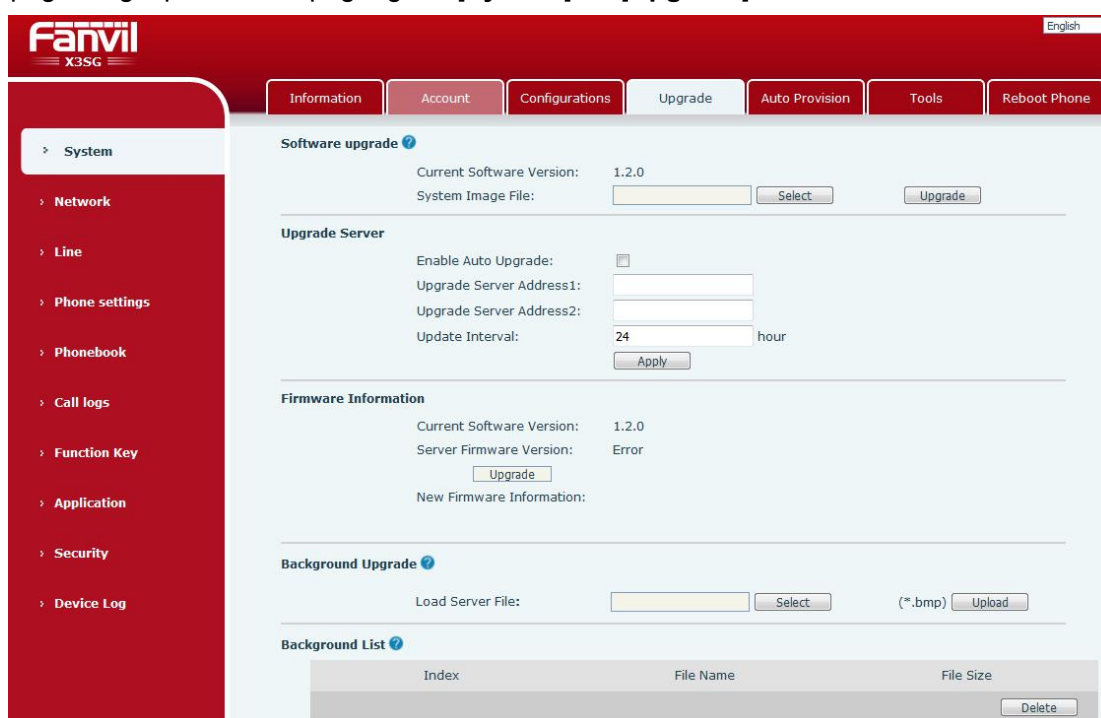 Fanvil
X3SG
English
Information Account Configurations Upgrade Auto Provision Tools Reboot Phone
› System
› Network
› Line
› Phone settings
› Phonebook
› Call logs
› Function Key
› Application
› Security
› Device Log
Software upgrade ?
Current Software Version: 1.2.0
System Image File: Select Upgrade
Upgrade Server
Enable Auto Upgrade:
Upgrade Server Address1:
Upgrade Server Address2:
Update Interval: 24 hour
Apply
Firmware Information
Current Software Version: 1.2.0
Server Firmware Version: Error
Upgrade
New Firmware Information:
Background Upgrade ?
Load Server File: Select (*.bmp) Upload
Background List ?
Index File Name File Size
Delete